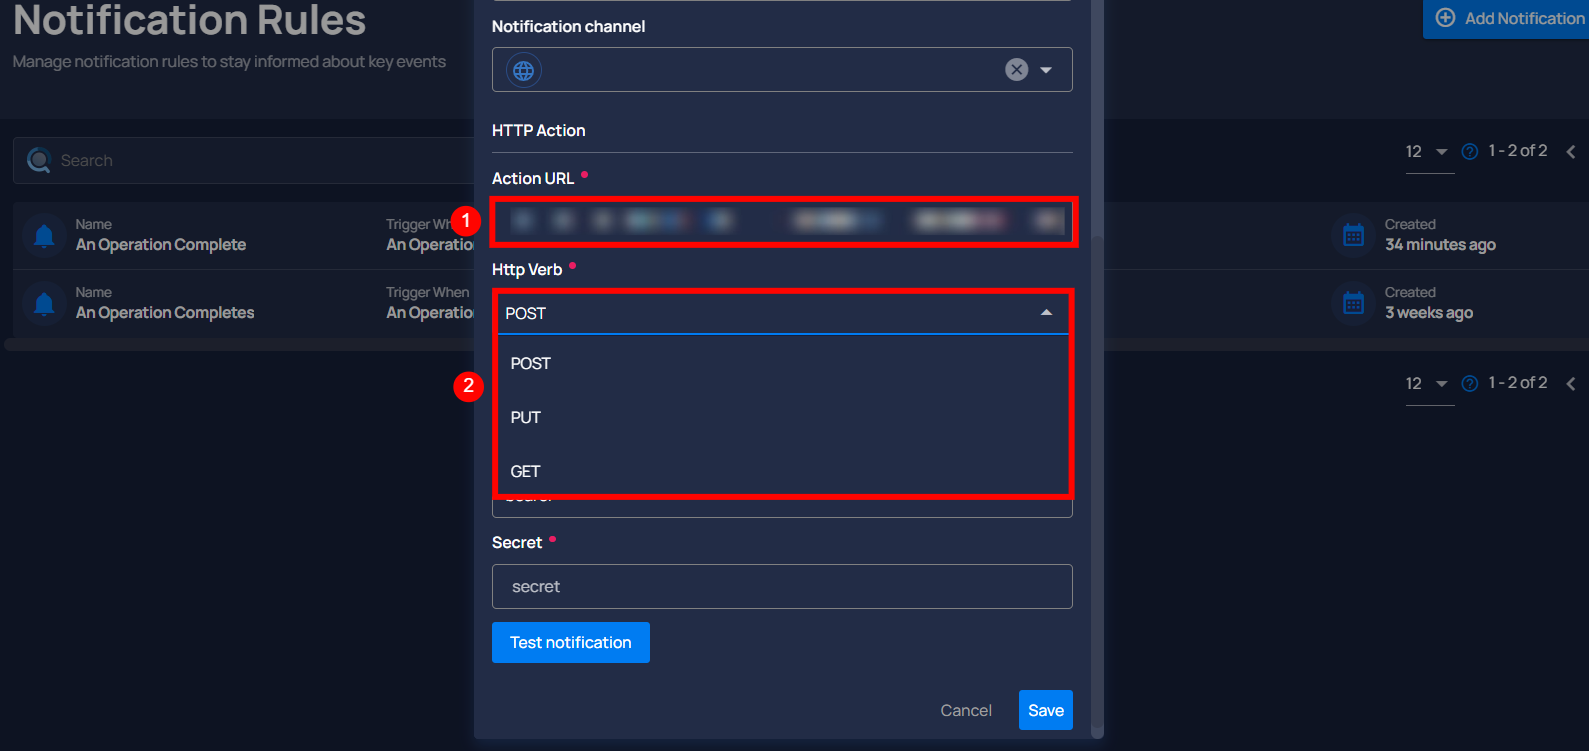 Notification Rules
Manage notification rules to stay informed about key events
Add Notification
Search
12
1 - 2 of 2
Name
An Operation Complete
Trigger Wh
An Operatio
Created
34 minutes ago
Name
An Operation Completes
Trigger When
An Operatio
Created
3 weeks ago
12
1 - 2 of 2
Notification channel
HTTP Action
Action URL
1
Http Verb
POST
2
POST
PUT
GET
Secret
secret
Test notification
Cancel
Save